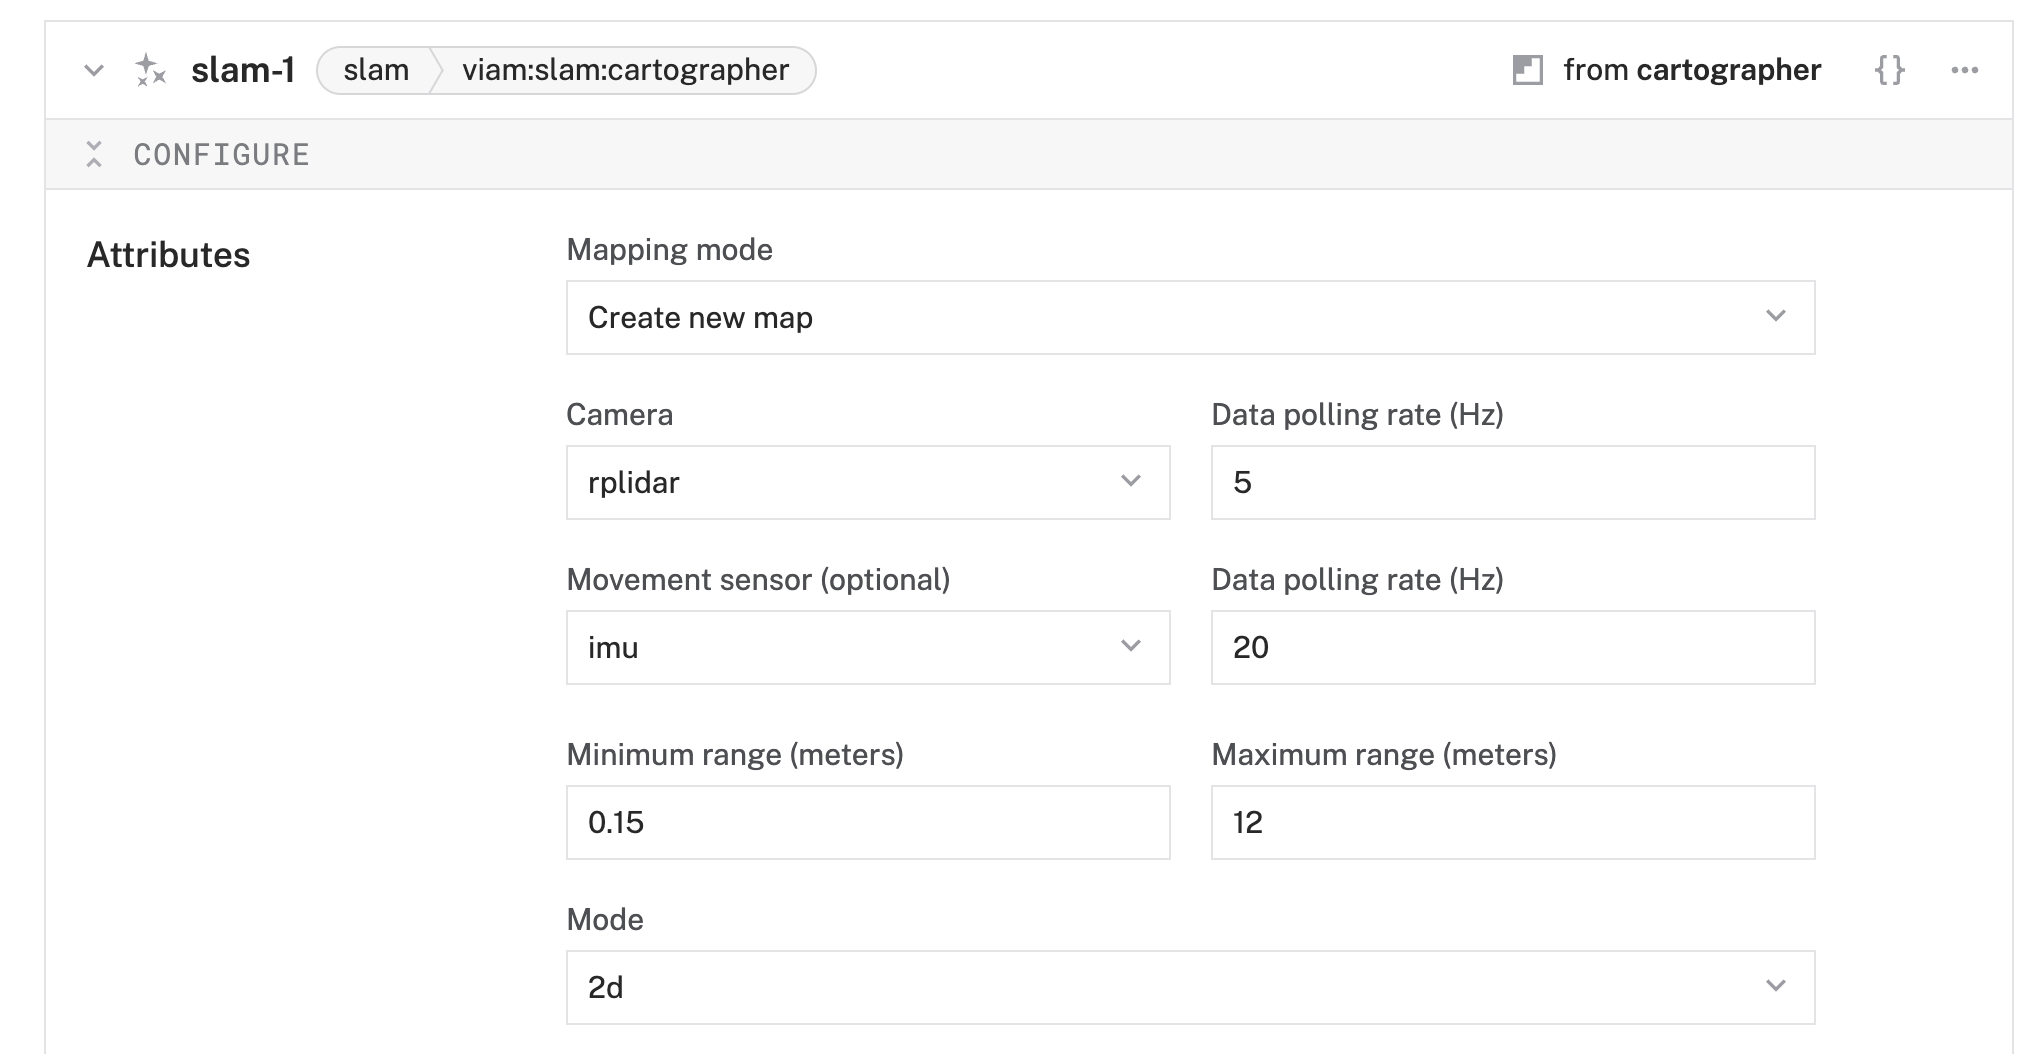 slam-1 slam viam:slam:cartographer from cartographer {} ...
CONFIGURE
Attributes
Mapping mode
Create new map
Camera Data polling rate (Hz)
rplidar 5
Movement sensor (optional) Data polling rate (Hz)
imu 20
Minimum range (meters) Maximum range (meters)
0.15 12
Mode
2d